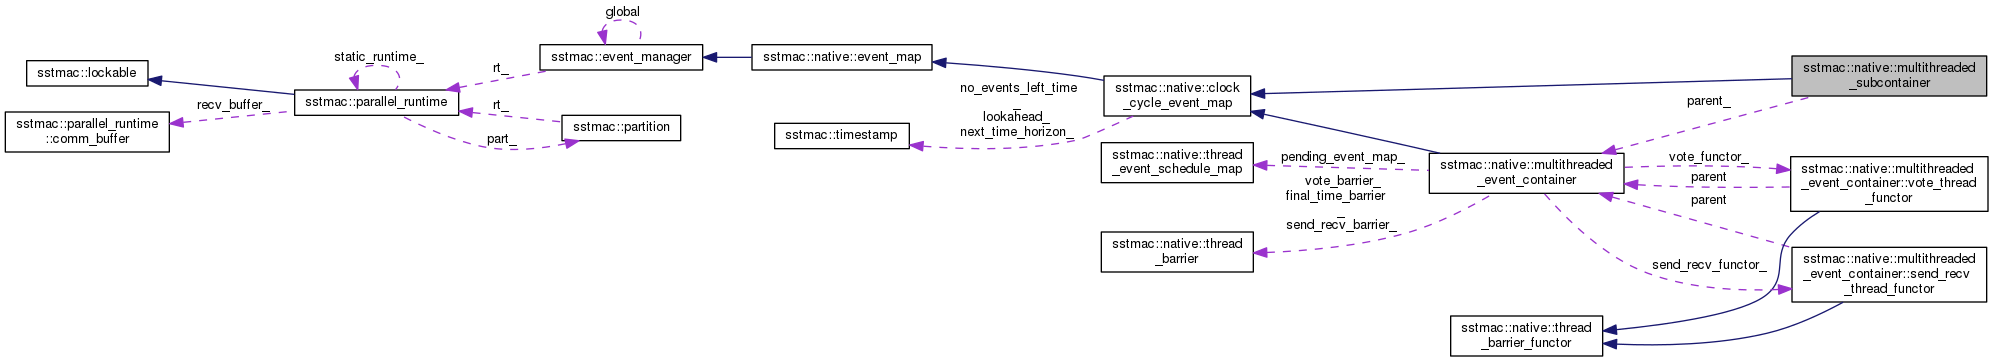 global
static_runtime_
sstmac::lockable
sstmac::event_manager
sstmac::native::event_map
rt_
sstmac::parallel_runtime
recv_buffer_
sstmac::parallel_runtime
::comm_buffer
rt_
part_
sstmac::partition
no_events_left_time
_
lookahead_
next_time_horizon_
sstmac::timestamp
sstmac::native::clock
_cycle_event_map
sstmac::native::multithreaded
_subcontainer
parent_
sstmac::native::thread
_event_schedule_map
pending_event_map_
vote_barrier_
final_time_barrier
_
send_recv_barrier_
sstmac::native::thread
_barrier
sstmac::native::multithreaded
_event_container
vote_functor_
parent
parent
sstmac::native::multithreaded
_event_container::vote_thread
_functor
send_recv_functor_
sstmac::native::multithreaded
_event_container::send_recv
_thread_functor
sstmac::native::thread
_barrier_functor